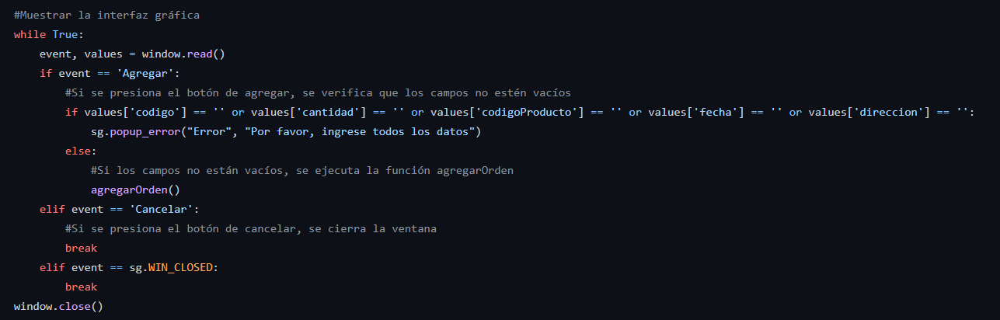 #Muestrar la interfaz gráfica
while True:
    event, values = window.read()
    if event == 'Agregar':
        #Si se presiona el botón de agregar, se verifica que los campos no estén vacíos
        if values['codigo'] == '' or values['cantidad'] == '' or values['codigoProducto'] == '' or values['fecha'] == '' or values['direccion'] == '':
            sg.popup_error("Error", "Por favor, ingrese todos los datos")
        else:
            #Si los campos no están vacíos, se ejecuta la función agregarOrden
            agregarOrden()
    elif event == 'Cancelar':
        #Si se presiona el botón de cancelar, se cierra la ventana
        break
    elif event == sg.WIN_CLOSED:
        break
window.close()